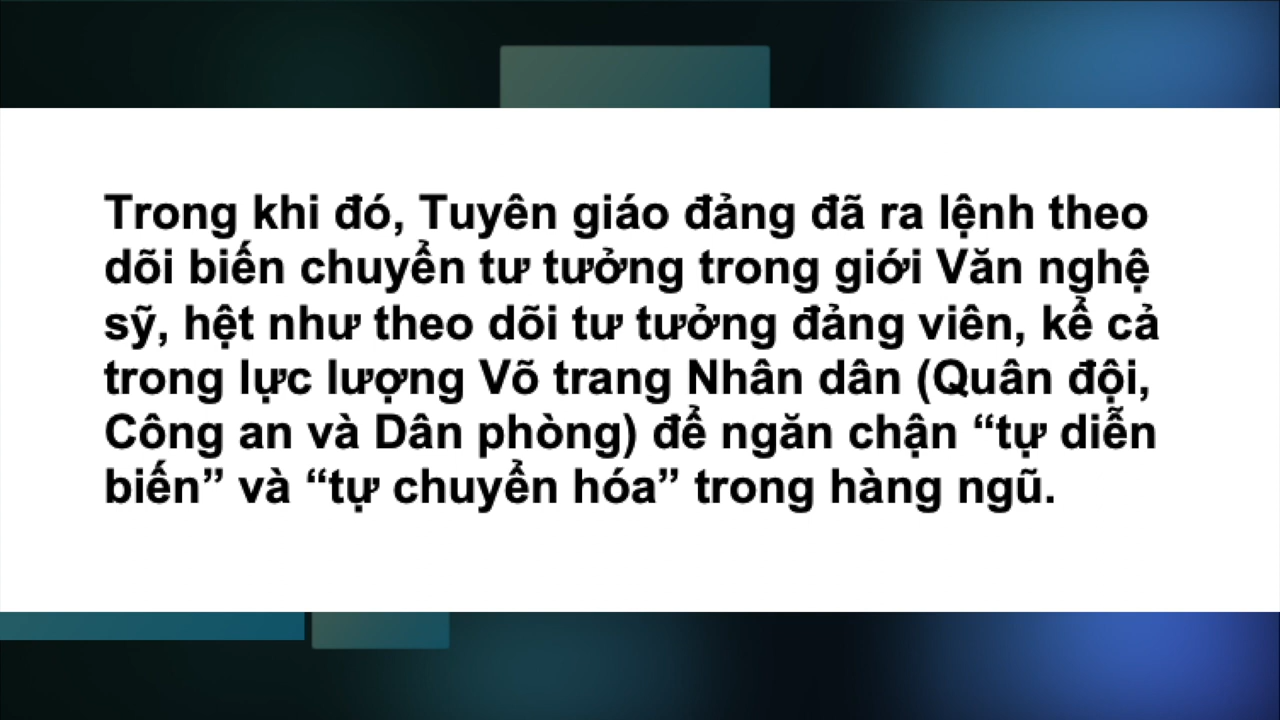 Trong khi đó, Tuyên giáo đảng đã ra lệnh theo
dõi biến chuyển tư tưởng trong giới Văn nghệ
sỹ, hệt như theo dõi tư tưởng đảng viên, kể cả
trong lực lượng Võ trang Nhân dân (Quân đội,
Công an và Dân phòng) để ngăn chận “tự diễn
biến” và “tự chuyển hóa” trong hàng ngũ.